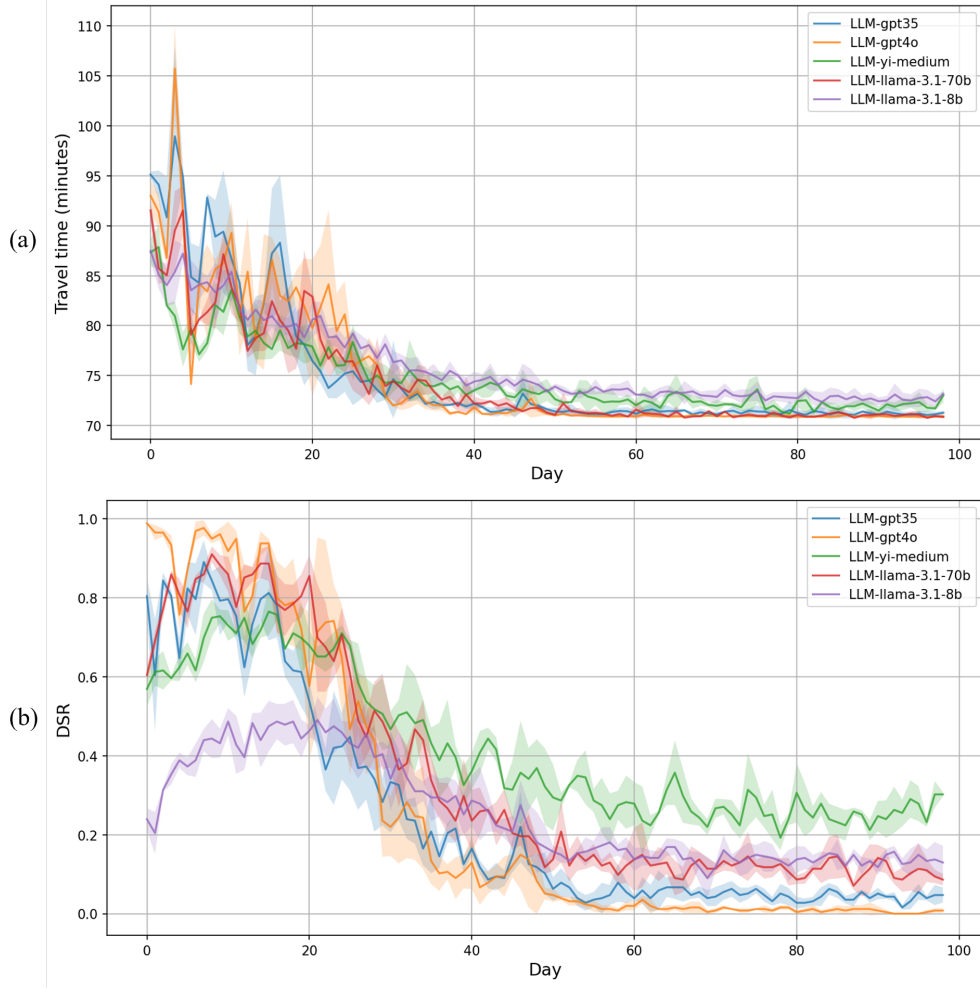 (a)
Travel time (minutes)
110
105
100
95
90
85
80
75
70
0
20
40
60
80
100
Day
LLM-gpt35
LLM-gpt4o
LLM-yi-medium
LLM-llama-3.1-70b
LLM-llama-3.1-8b
(b)
DSR
1.0
0.8
0.6
0.4
0.2
0.0
0
20
40
60
80
100
Day
LLM-gpt35
LLM-gpt4o
LLM-yi-medium
LLM-llama-3.1-70b
LLM-llama-3.1-8b